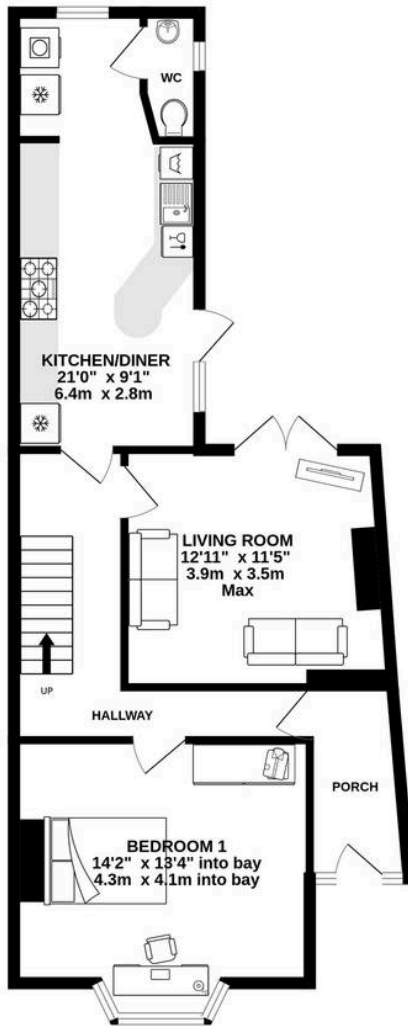 WC
KITCHEN/DINER
21'0" x 9'1"
6.4m x 2.8m
LIVING ROOM
12'11" x 11'5"
3.9m x 3.5m
Max
UP
HALLWAY
PORCH
BEDROOM 1
14'2" x 13'4" into bay
4.3m x 4.1m into bay